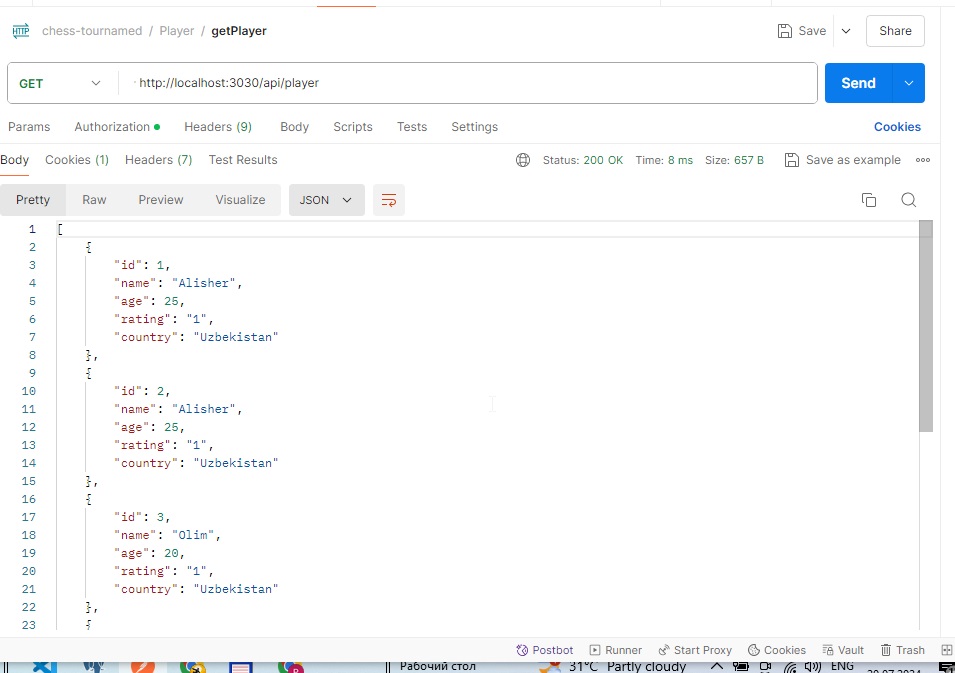 HTTP chess-tournamed / Player / getPlayer Save Share
GET http://localhost:3030/api/player Send
Params Authorization Headers (9) Body Scripts Tests Settings Cookies
Body Cookies (1) Headers (7) Test Results Status: 200 OK Time: 8 ms Size: 657 B Save as example
Pretty Raw Preview Visualize JSON
1 [
2 {
3 "id": 1,
4 "name": "Alisher",
5 "age": 25,
6 "rating": "1",
7 "country": "Uzbekistan"
8 },
9 {
10 "id": 2,
11 "name": "Alisher",
12 "age": 25,
13 "rating": "1",
14 "country": "Uzbekistan"
15 },
16 {
17 "id": 3,
18 "name": "Olim",
19 "age": 20,
20 "rating": "1",
21 "country": "Uzbekistan"
22 },
23 {
Postbot Runner Start Proxy Cookies Vault Trash
Рабочий стол 31°C Partly cloudy ENG 20.07.2024